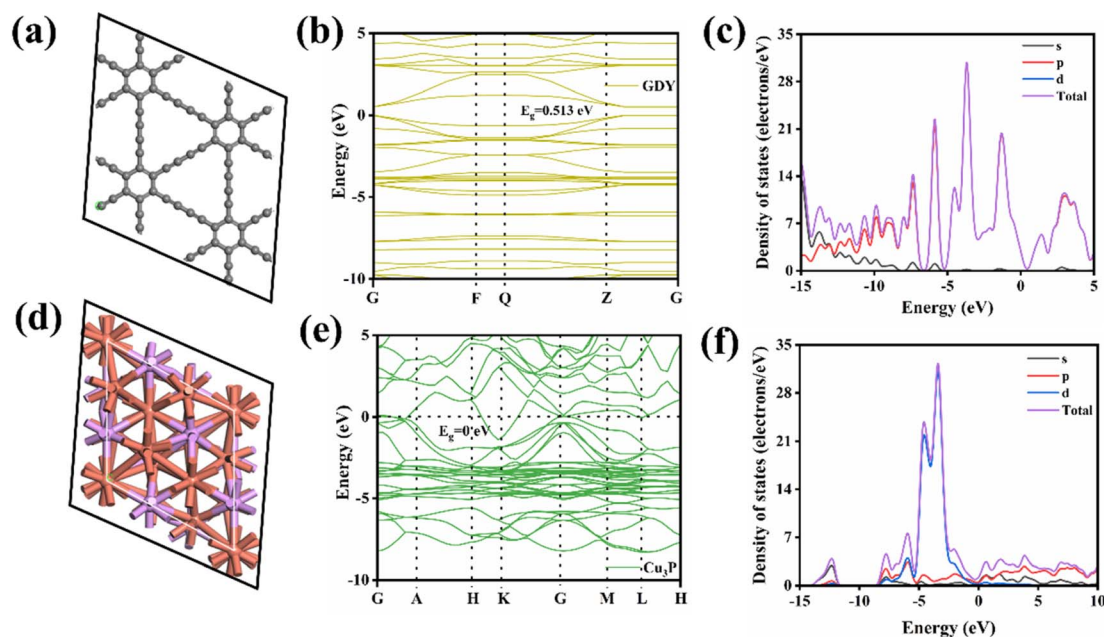 (a)
(b)
5
0
-5
-10
Energy (eV)
GDY
Eg=0.513 eV
G F Q Z G
(c)
35
28
21
14
7
0
Density of states (electrons/eV)
s
p
d
Total
-15 -10 -5 0 5
Energy (eV)
(d)
(e)
5
0
-5
-10
Energy (eV)
Eg=0 eV
Cu3P
G A H K G M L H
(f)
35
28
21
14
7
0
Density of states (electrons/eV)
s
p
d
Total
-15 -10 -5 0 5 10
Energy (eV)